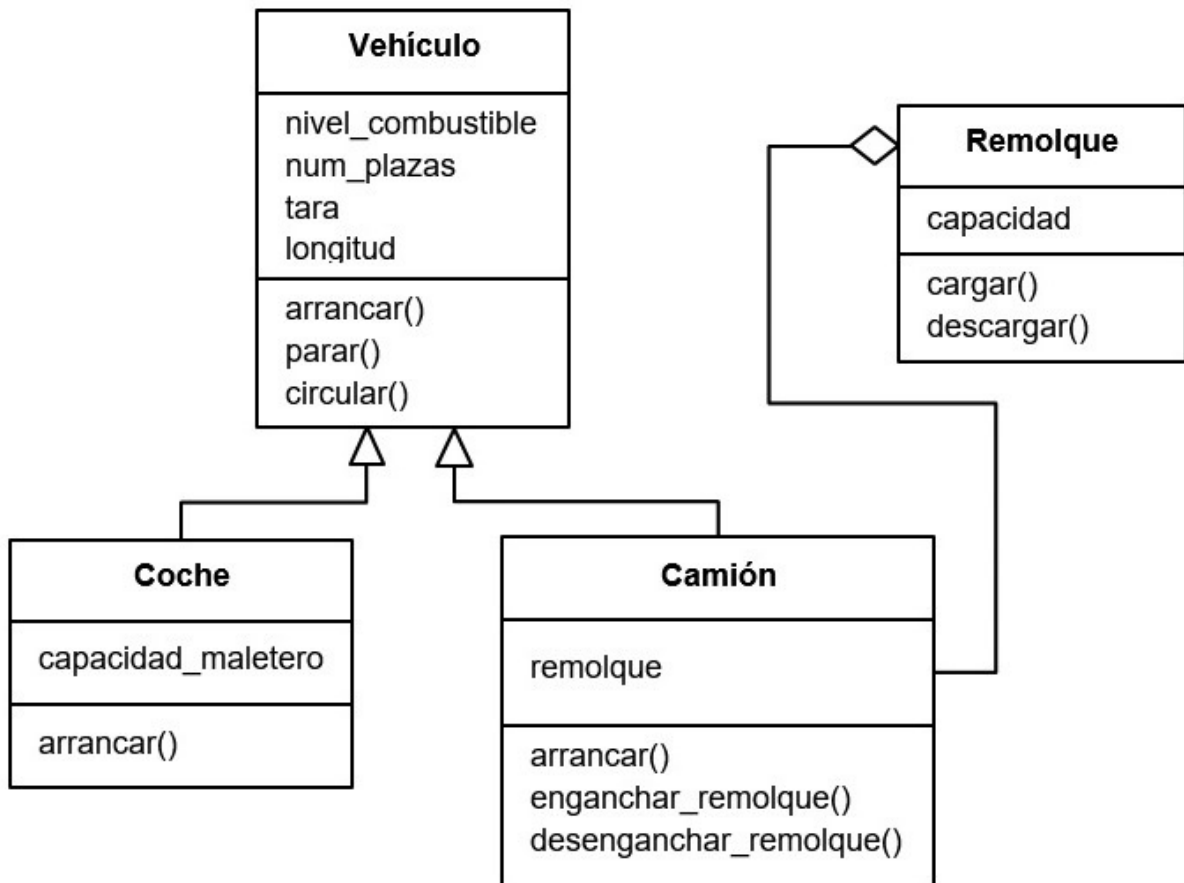 Vehículo
nivel_combustible
num_plazas
tara
longitud
arrancar()
parar()
circular()
Remolque
capacidad
cargar()
descargar()
Coche
capacidad_maletero
arrancar()
Camión
remolque
arrancar()
enganchar_remolque()
desenganchar_remolque()